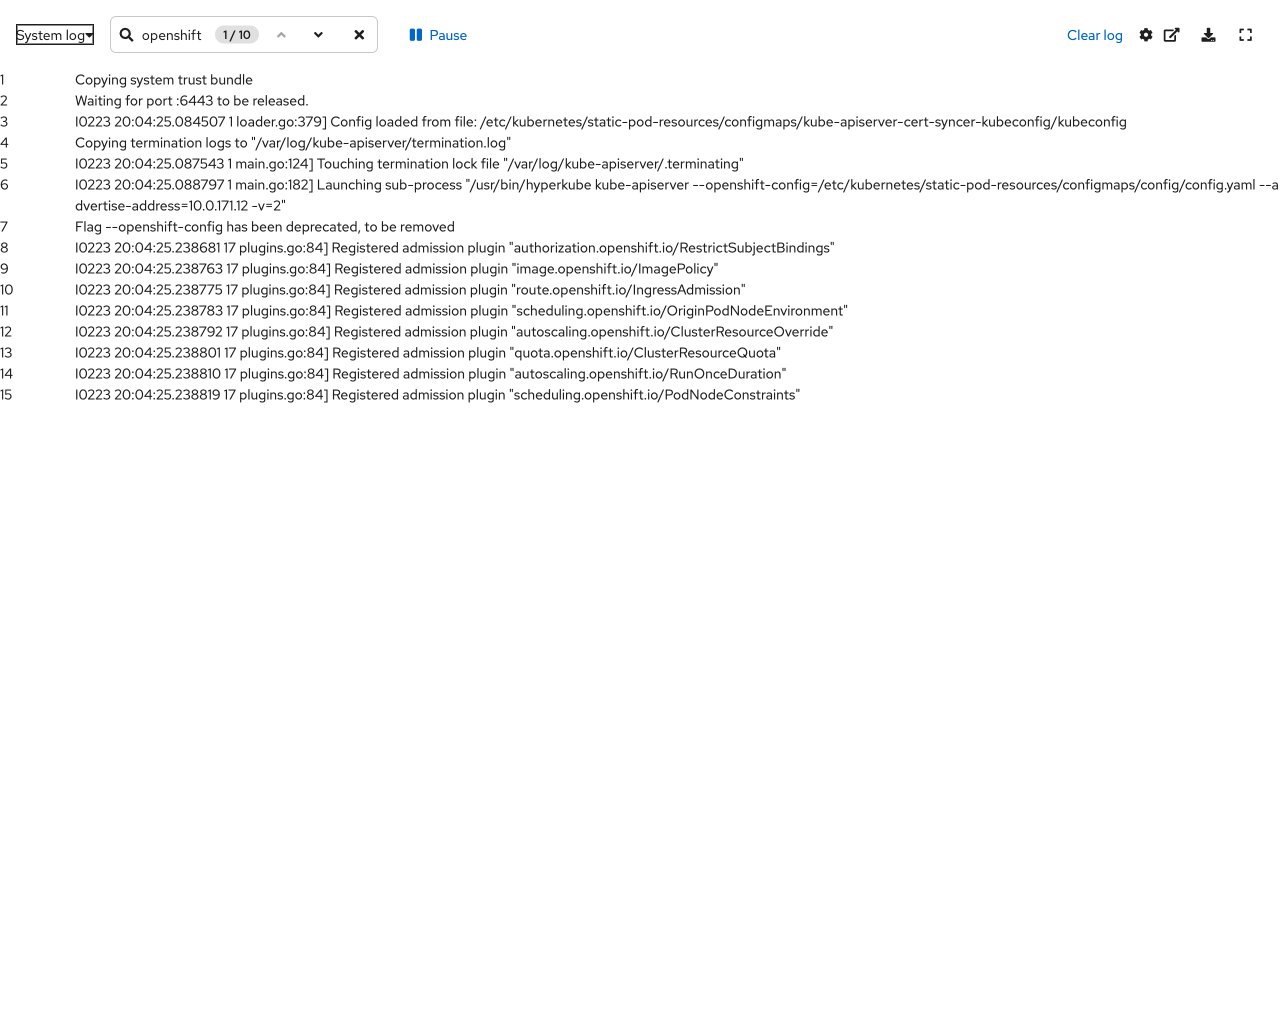 System log openshift 1 / 10 Pause Clear log
1 Copying system trust bundle
2 Waiting for port :6443 to be released.
3 I0223 20:04:25.084507 1 loader.go:379] Config loaded from file: /etc/kubernetes/static-pod-resources/configmaps/kube-apiserver-cert-syncer-kubeconfig/kubeconfig
4 Copying termination logs to "/var/log/kube-apiserver/termination.log"
5 I0223 20:04:25.087543 1 main.go:124] Touching termination lock file "/var/log/kube-apiserver/.terminating"
6 I0223 20:04:25.088797 1 main.go:182] Launching sub-process "/usr/bin/hyperkube kube-apiserver --openshift-config=/etc/kubernetes/static-pod-resources/configmaps/config/config.yaml --a
dvertise-address=10.0.171.12 -v=2"
7 Flag --openshift-config has been deprecated, to be removed
8 I0223 20:04:25.238681 17 plugins.go:84] Registered admission plugin "authorization.openshift.io/RestrictSubjectBindings"
9 I0223 20:04:25.238763 17 plugins.go:84] Registered admission plugin "image.openshift.io/ImagePolicy"
10 I0223 20:04:25.238775 17 plugins.go:84] Registered admission plugin "route.openshift.io/IngressAdmission"
11 I0223 20:04:25.238783 17 plugins.go:84] Registered admission plugin "scheduling.openshift.io/OriginPodNodeEnvironment"
12 I0223 20:04:25.238792 17 plugins.go:84] Registered admission plugin "autoscaling.openshift.io/ClusterResourceOverride"
13 I0223 20:04:25.238801 17 plugins.go:84] Registered admission plugin "quota.openshift.io/ClusterResourceQuota"
14 I0223 20:04:25.238810 17 plugins.go:84] Registered admission plugin "autoscaling.openshift.io/RunOnceDuration"
15 I0223 20:04:25.238819 17 plugins.go:84] Registered admission plugin "scheduling.openshift.io/PodNodeConstraints"